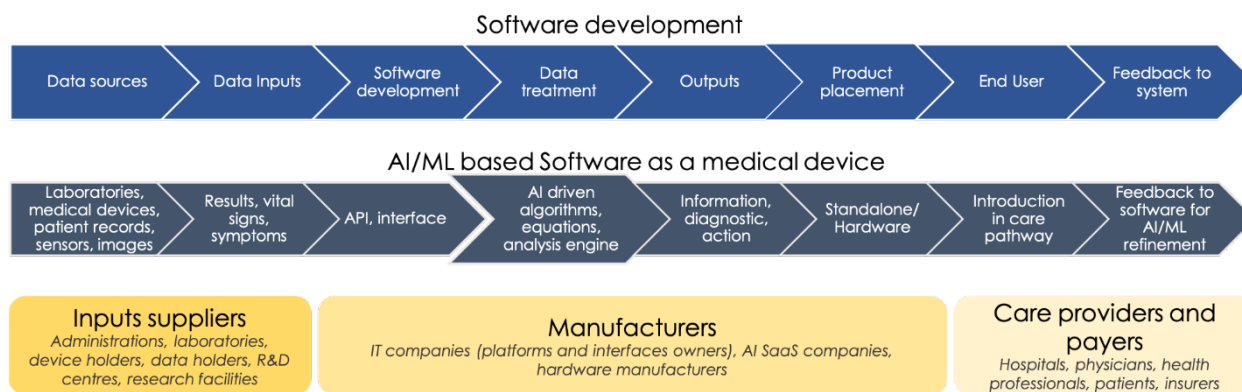 Software development
Data sources
Data Inputs
Software
development
Data
treatment
Outputs
Product
placement
End User
Feedback to
system
AI/ML based Software as a medical device
Laboratories,
medical devices,
patient records,
sensors, images
Results, vital
signs,
symptoms
API, interface
AI driven
algorithms,
equations,
analysis engine
Information,
diagnostic,
action
Standalone/
Hardware
Introduction
in care
pathway
Feedback to
software for
AI/ML
refinement
Inputs suppliers
Administrations, laboratories,
device holders, data holders, R&D
centres, research facilities
Manufacturers
IT companies (platforms and interfaces owners), AI SaaS companies,
hardware manufacturers
Care providers and
payers
Hospitals, physicians, health
professionals, patients, insurers